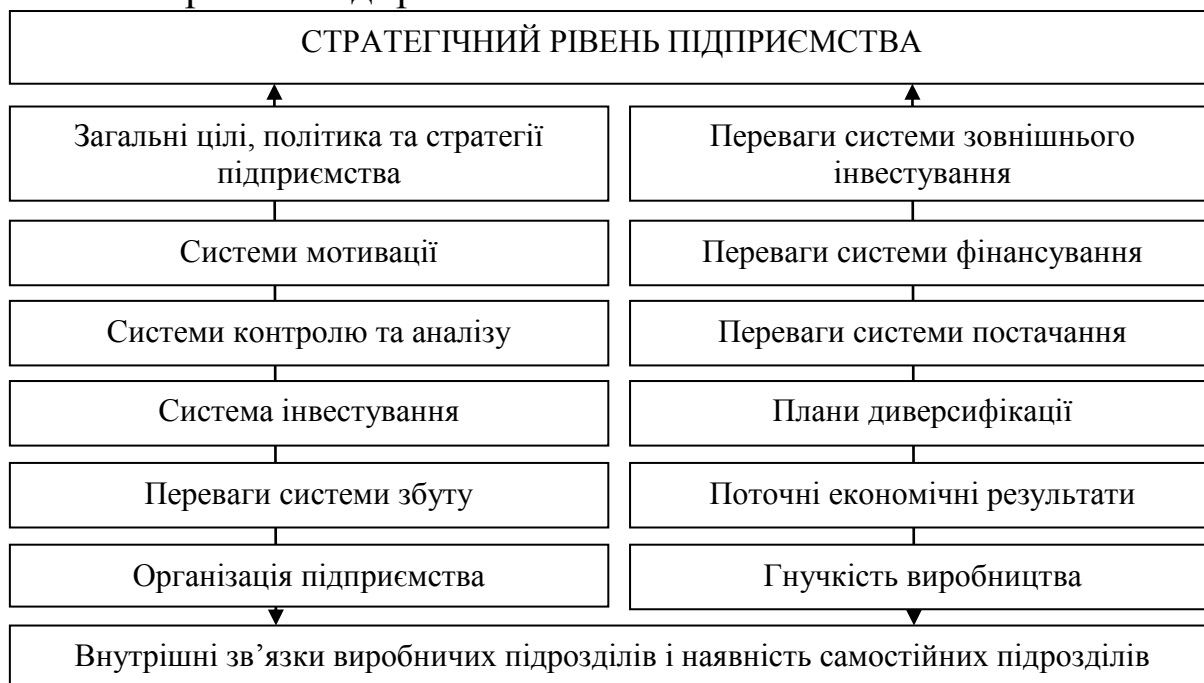 СТРАТЕГІЧНИЙ РІВЕНЬ ПІДПРИЄМСТВА
Загальні цілі, політика та стратегії
підприємства
Переваги системи зовнішнього
інвестування
Системи мотивації
Переваги системи фінансування
Системи контролю та аналізу
Переваги системи постачання
Система інвестування
Плани диверсифікації
Переваги системи збуту
Поточні економічні результати
Організація підприємства
Гнучкість виробництва
Внутрішні зв’язки виробничих підрозділів і наявність самостійних підрозділів